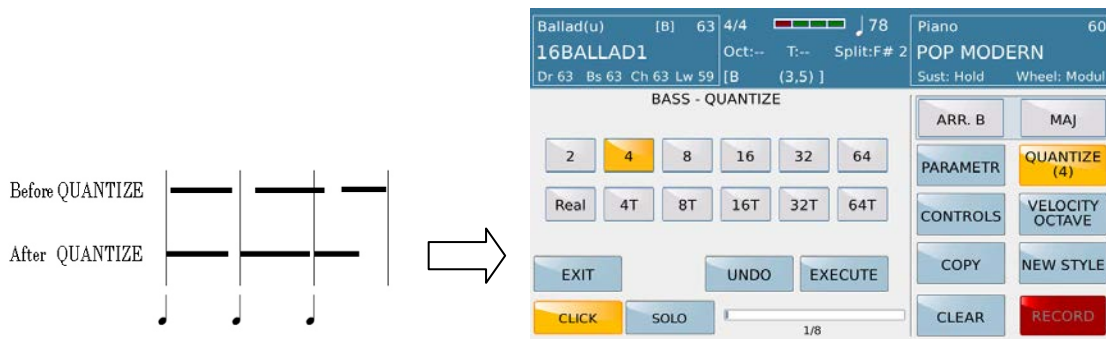 Before QUANTIZE
After QUANTIZE
Ballad(u) [B] 63
16BALLAD1
Dr 63 Bs 63 Ch 63 Lw 59
4/4 78
Oct:-- T:-- Split:F# 2
[B (3,5) ]
Piano 60
POP MODERN
Sust: Hold Wheel: Modul
BASS - QUANTIZE
2 4 8 16 32 64
Real 4T 8T 16T 32T 64T
EXIT UNDO EXECUTE
CLICK SOLO 1/8
ARR. B MAJ
PARAMETR QUANTIZE
(4)
CONTROLS VELOCITY
OCTAVE
COPY NEW STYLE
CLEAR RECORD